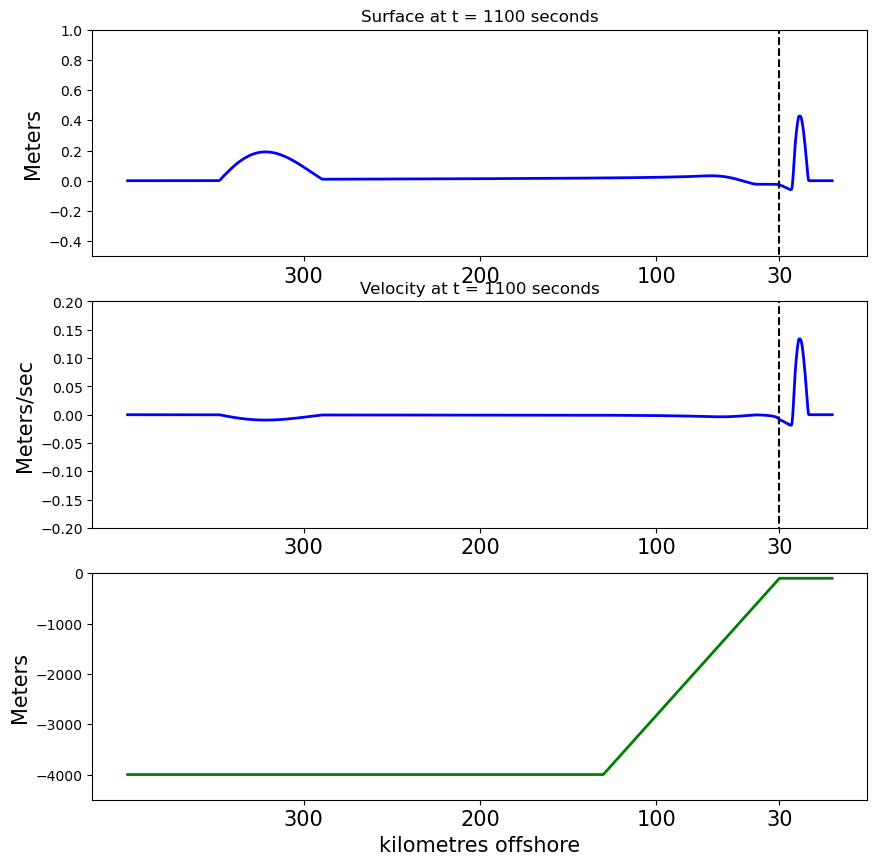 Surface at t = 1100 seconds
1.0
0.8
0.6
0.4
0.2
0.0
−0.2
−0.4
Meters
300 200 100 30
Velocity at t = 1100 seconds
0.20
0.15
0.10
0.05
0.00
−0.05
−0.10
−0.15
−0.20
Meters/sec
300 200 100 30
0
−1000
−2000
−3000
−4000
Meters
300 200 100 30
kilometres offshore